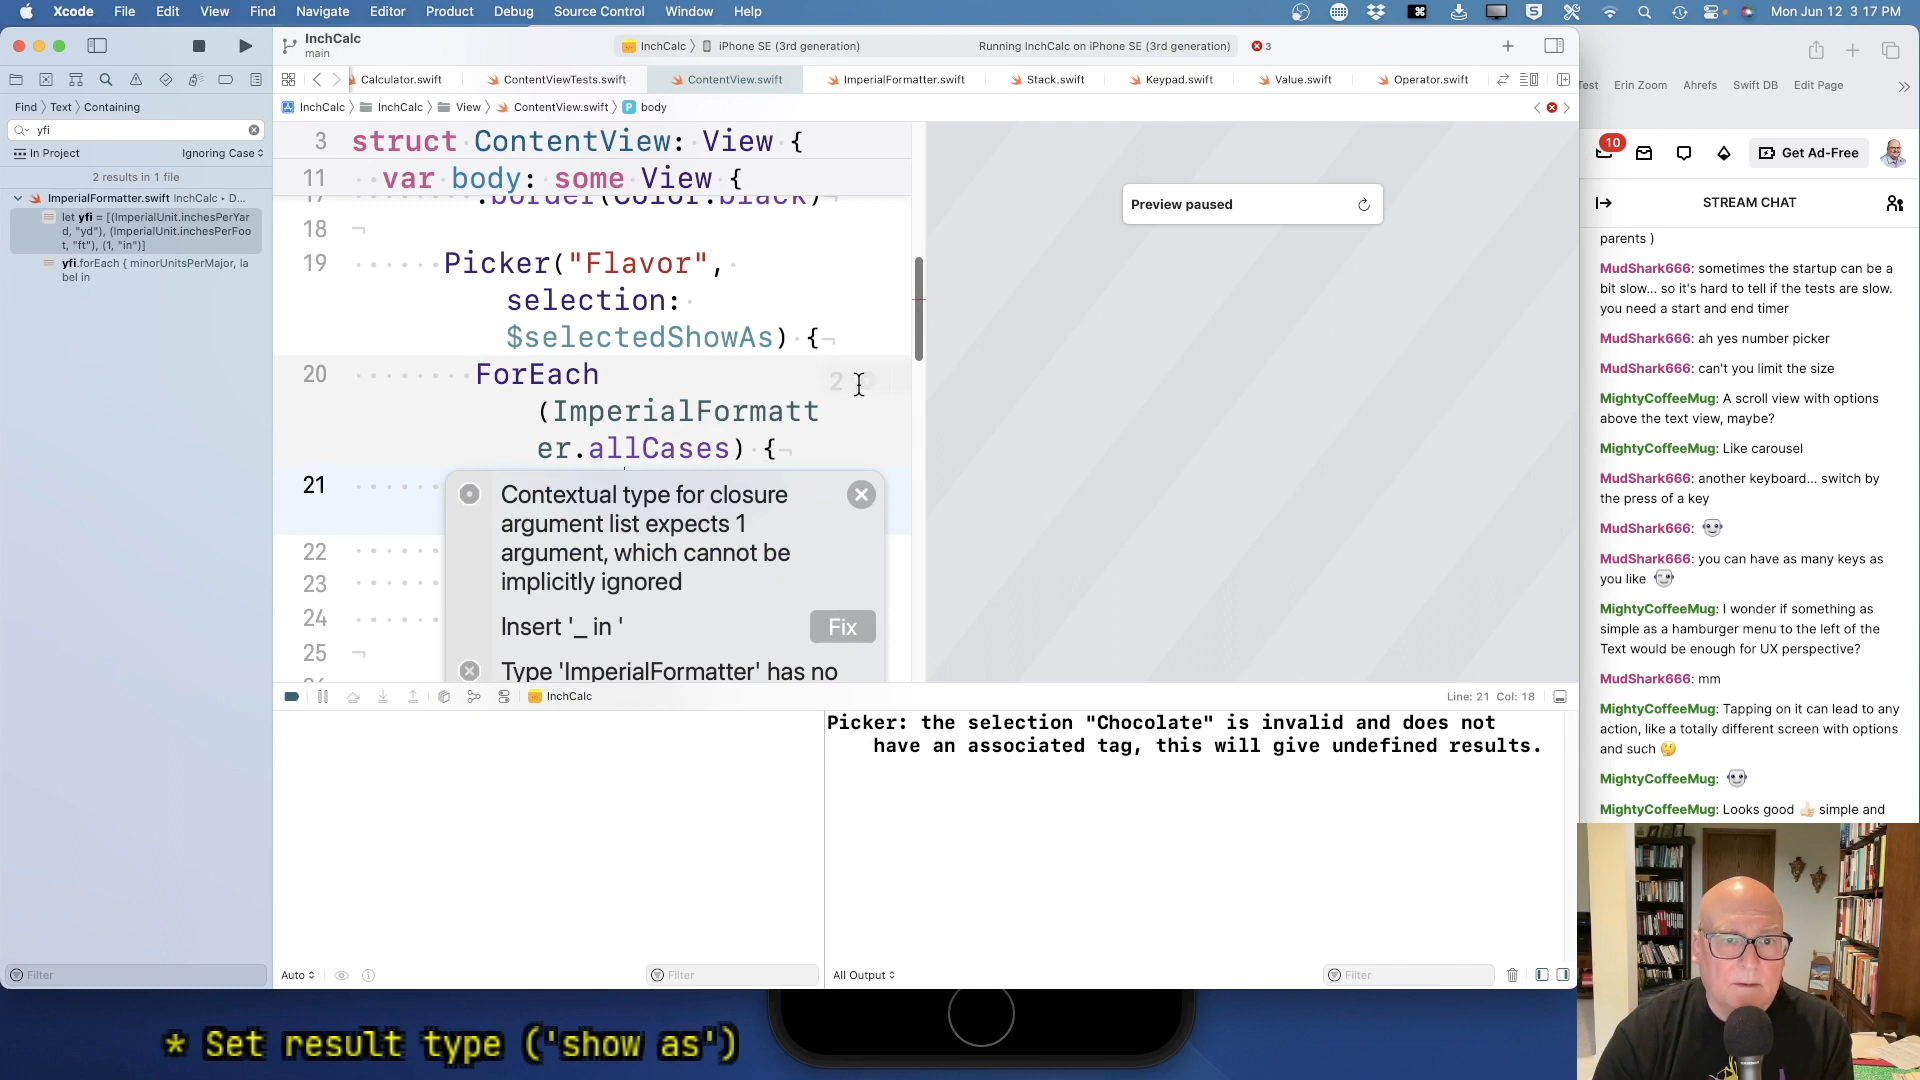 Xcode File Edit View Find Navigate Editor Product Debug Source Control Window Help
Mon Jun 12 3 17 PM
InchCalc
main
InchCalc 〉 iPhone SE (3rd generation)
Running InchCalc on iPhone SE (3rd generation)
3
Calculator.swift
ContentViewTests.swift
ContentView.swift
ImperialFormatter.swift
Stack.swift
Keypad.swift
Value.swift
Operator.swift
Erin Zoom
Ahrefs
Swift DB
Edit Page
Find 〉 Text 〉 Containing
yfi
In Project
Ignoring Case
2 results in 1 file
ImperialFormatter.swift InchCalc • D...
let yfi = [(ImperialUnit.inchesPerYar
d, "yd"), (ImperialUnit.inchesPerFoo
t, "ft"), (1, "in")]
yfi.forEach { minorUnitsPerMajor, la
bel in
Filter
InchCalc 〉 InchCalc 〉 View 〉 ContentView.swift 〉 body
3 struct ContentView: View {
11 var body: some View {
17 .border(Color.black)
18
19 Picker("Flavor",
selection:
$selectedShowAs) {
20 ForEach
(ImperialFormatt
er.allCases) {
2
21
22
23
24
25
Contextual type for closure
argument list expects 1
argument, which cannot be
implicitly ignored
Insert '_ in '
Fix
Type 'ImperialFormatter' has no
Preview paused
InchCalc
Line: 21 Col: 18
Picker: the selection "Chocolate" is invalid and does not
have an associated tag, this will give undefined results.
Auto
Filter
All Output
Filter
10
Get Ad-Free
STREAM CHAT
parents )
MudShark666: sometimes the startup can be a
bit slow... so it's hard to tell if the tests are slow.
you need a start and end timer
MudShark666: ah yes number picker
MudShark666: can't you limit the size
MightyCoffeeMug: A scroll view with options
above the text view, maybe?
MightyCoffeeMug: Like carousel
MudShark666: another keyboard... switch by
the press of a key
MudShark666:
MudShark666: you can have as many keys as
you like
MightyCoffeeMug: I wonder if something as
simple as a hamburger menu to the left of the
Text would be enough for UX perspective?
MudShark666: mm
MightyCoffeeMug: Tapping on it can lead to any
action, like a totally different screen with options
and such 🤔
MightyCoffeeMug:
MightyCoffeeMug: Looks good 👍🏻 simple and
* Set result type ('show as')